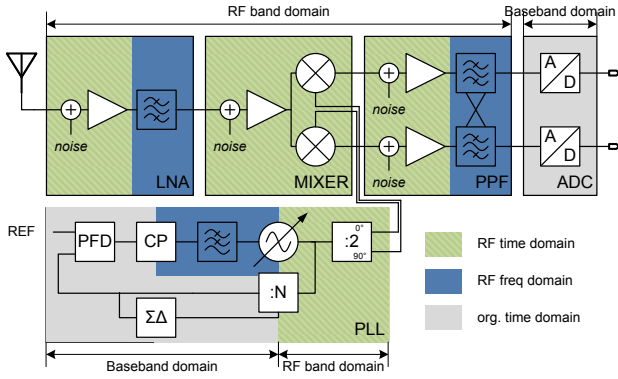 RF band domain
Baseband domain
noise
LNA
noise
MIXER
noise
noise
PPF
A
D
A
D
ADC
REF
PFD
CP
:2
0°
90°
:N
ΣΔ
PLL
RF time domain
RF freq domain
org. time domain
Baseband domain
RF band domain